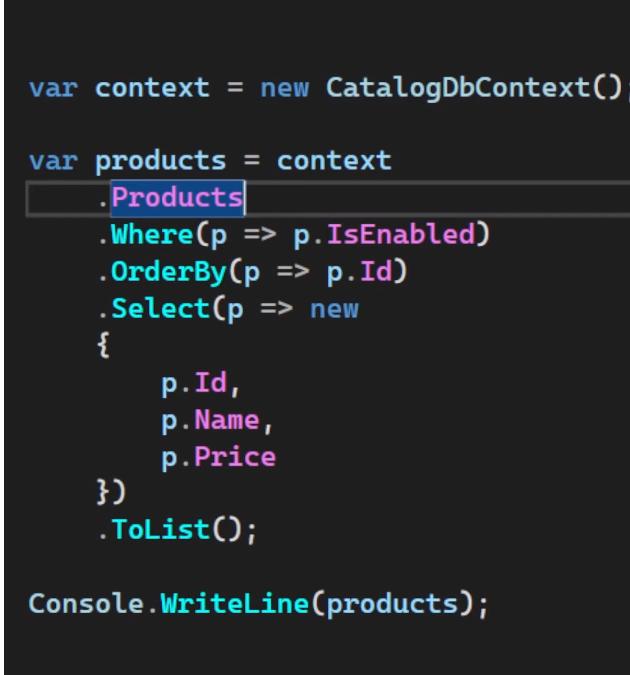 var context = new CatalogDbContext();
var products = context
.Products
.Where(p => p.IsEnabled)
.OrderBy(p => p.Id)
.Select(p => new
{
p.Id,
p.Name,
p.Price
})
.ToList();
Console.WriteLine(products);